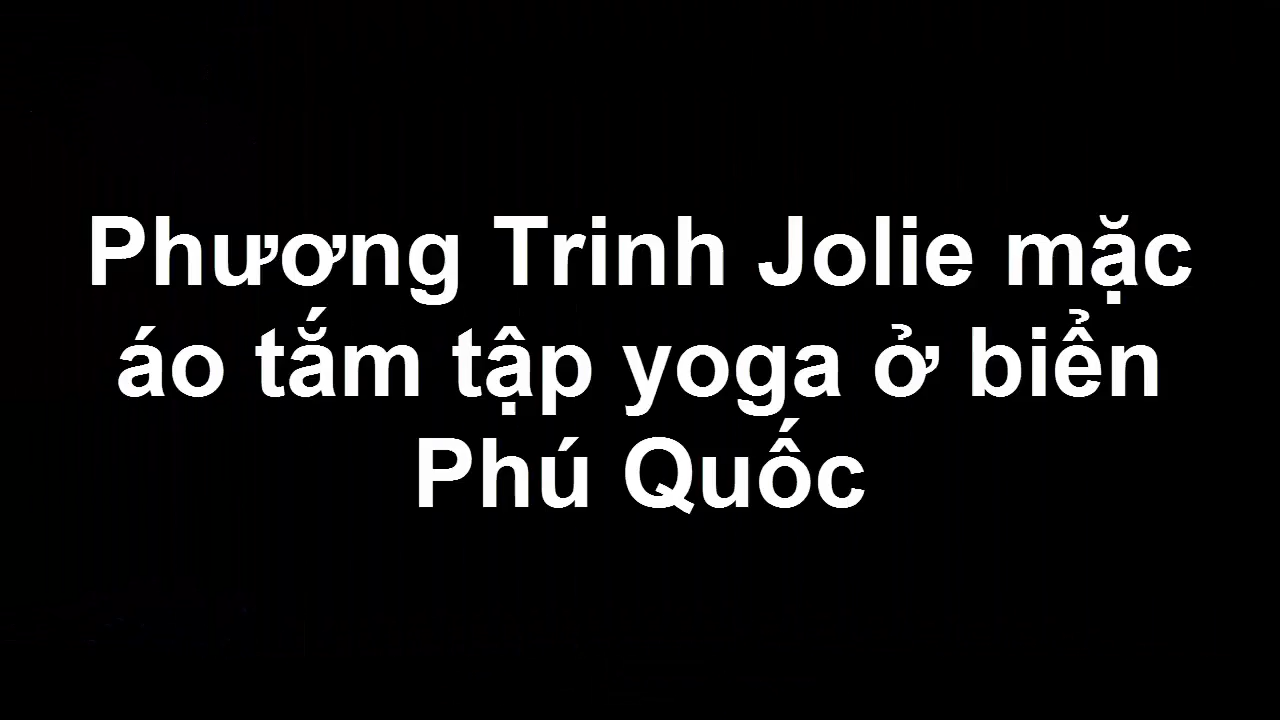 Phương Trinh Jolie mặc
áo tắm tập yoga ở biển
Phú Quốc